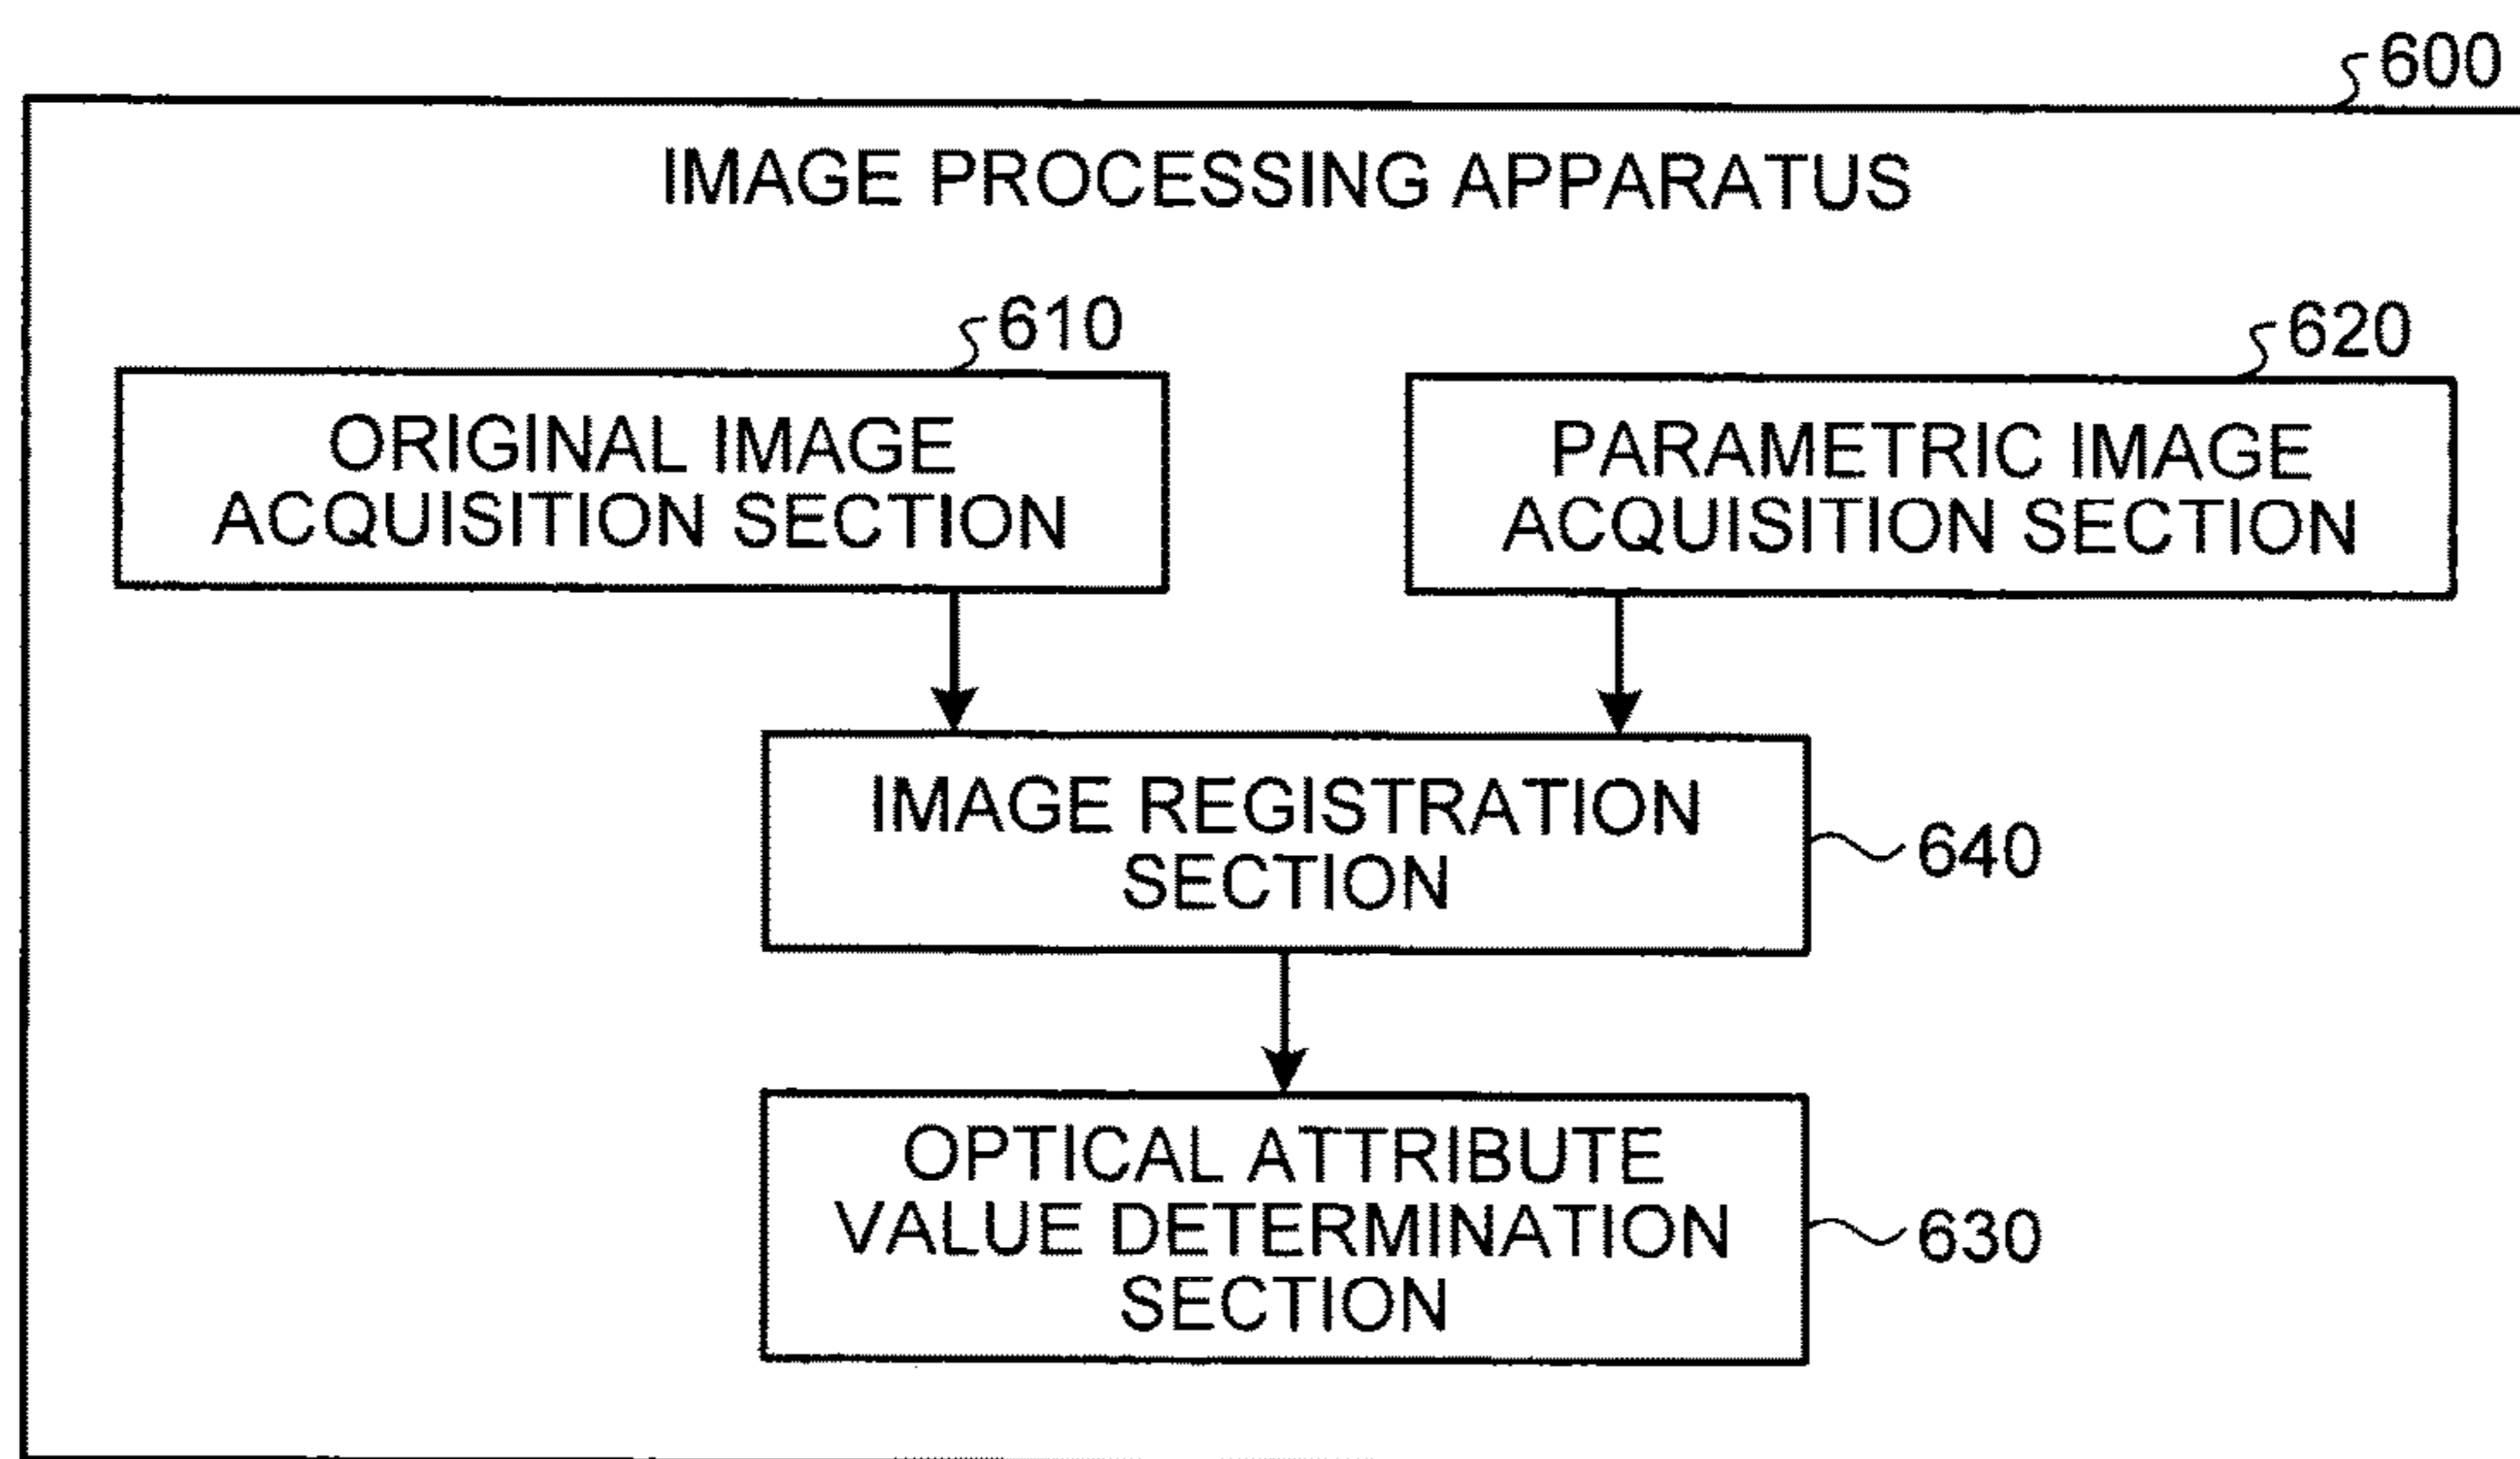 600
IMAGE PROCESSING APPARATUS
610
620
ORIGINAL IMAGE
ACQUISITION SECTION
PARAMETRIC IMAGE
ACQUISITION SECTION
IMAGE REGISTRATION
SECTION
640
OPTICAL ATTRIBUTE
VALUE DETERMINATION
SECTION
630